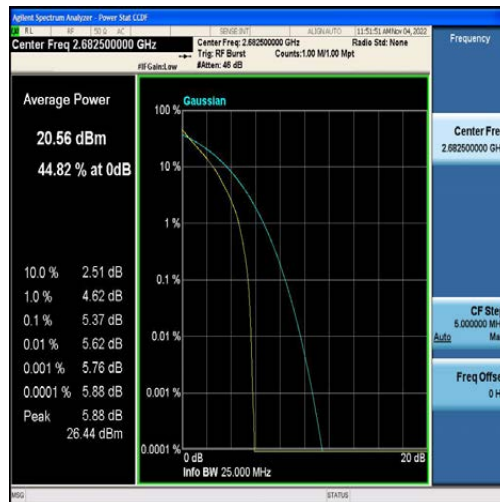 Agilent Spectrum Analyzer - Power Stat CCDF
RL RF 50 Ω AC SENSE:INT ALIGNAUTO 11:51:51 AM Nov 04, 2022
Center Freq 2.682500000 GHz
Center Freq: 2.682500000 GHz Radio Std: None
Trig: RF Burst Counts:1.00 M/1.00 Mpt
#IFGain:Low #Atten: 46 dB
Frequency
Average Power
20.56 dBm
44.82 % at 0dB
10.0 % 2.51 dB
1.0 % 4.62 dB
0.1 % 5.37 dB
0.01 % 5.62 dB
0.001 % 5.76 dB
0.0001 % 5.88 dB
Peak 5.88 dB
26.44 dBm
Gaussian
100 %
10 %
1 %
0.1 %
0.01 %
0.001 %
0.0001 %
0 dB 20 dB
Info BW 25.000 MHz
Center Fre
2.682500000 GH
CF Ste
5.000000 MH
Auto Ma
Freq Offse
0 H
MSG STATUS